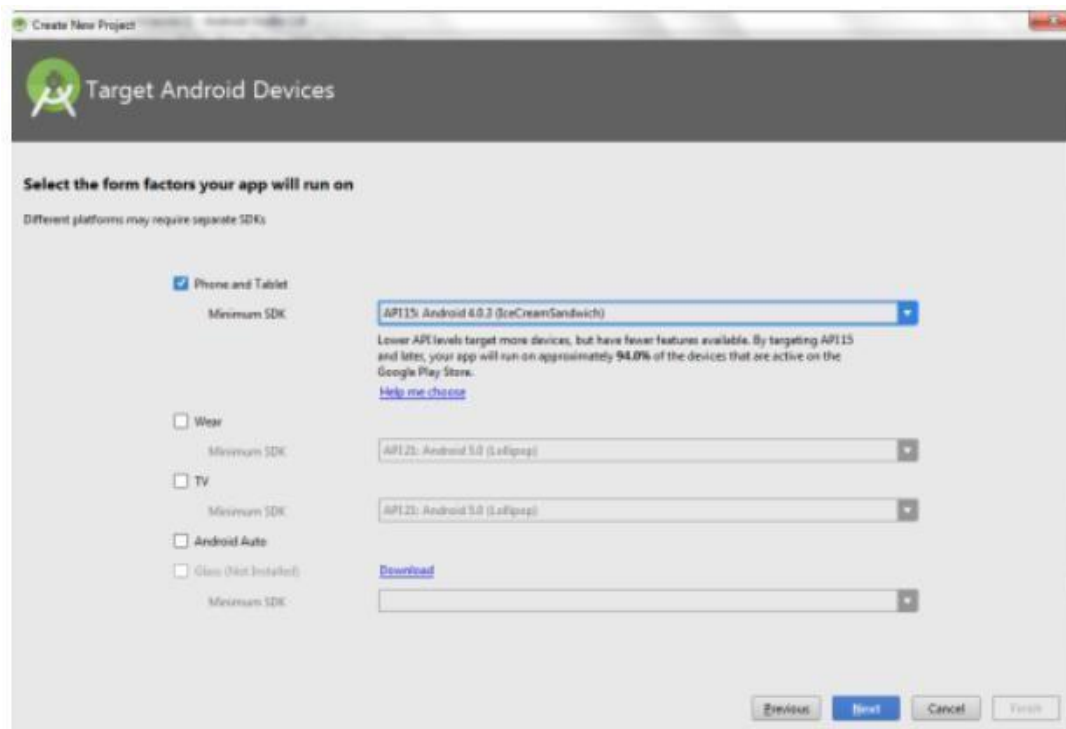 Create New Project
Target Android Devices
Select the form factors your app will run on
Different platforms may require separate SDKs
Phone and Tablet
Minimum SDK
API15: Android 4.0.3 (IceCreamSandwich)
Lower API levels target more devices, but have fewer features available. By targeting API15
and later, your app will run on approximately 94.0% of the devices that are active on the
Google Play Store.
Help me choose
Wear
Minimum SDK
API21: Android 5.0 (Lollipop)
TV
Minimum SDK
API21: Android 5.0 (Lollipop)
Android Auto
Glass (Not Installed)
Download
Minimum SDK
Previous
Next
Cancel
Finish